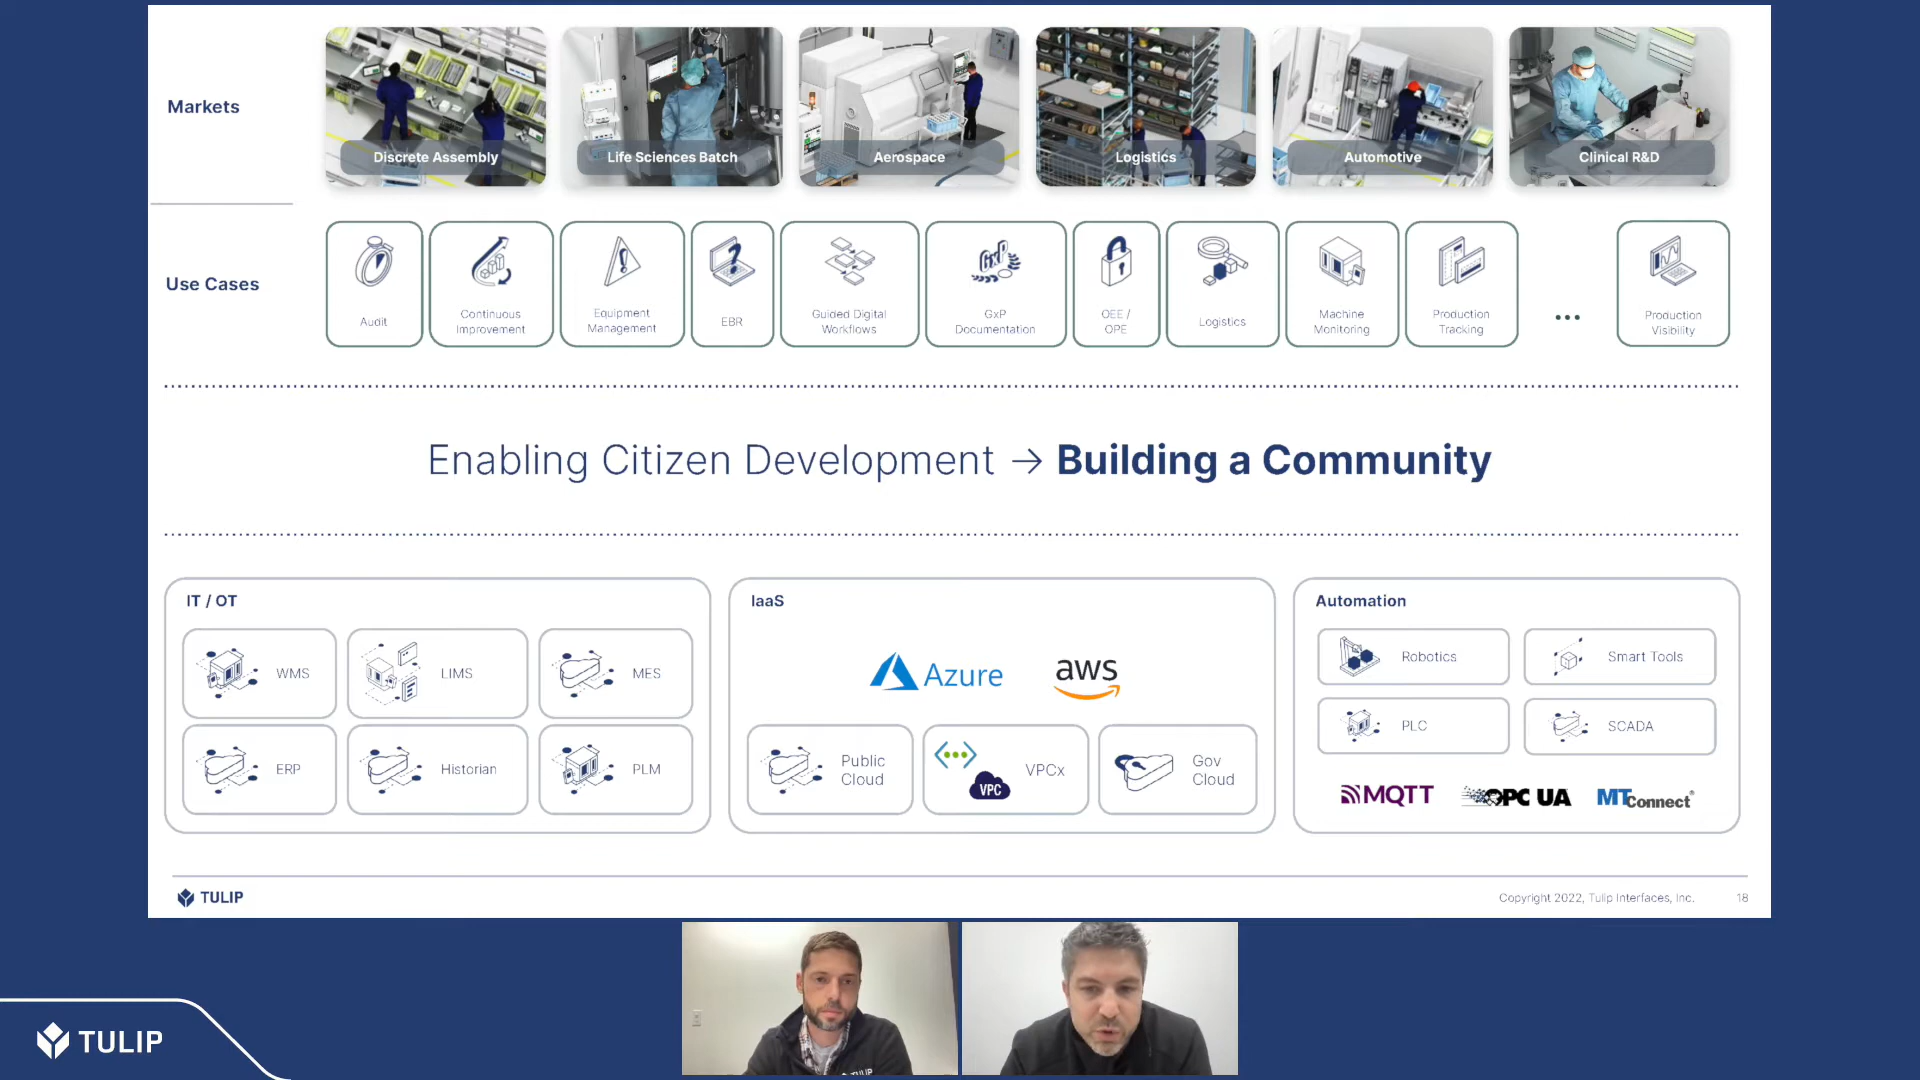 Markets
Discrete Assembly
Life Sciences Batch
Aerospace
Logistics
Automotive
Clinical R&D
Use Cases
Audit
Continuous
Improvement
Equipment
Management
EBR
Guided Digital
Workflows
GxP
GxP
Documentation
OEE /
OPE
Logistics
Machine
Monitoring
Production
Tracking
...
Production
Visibility
Enabling Citizen Development → Building a Community
IT / OT
WMS
LIMS
MES
ERP
Historian
PLM
IaaS
Azure
aws
Public
Cloud
VPC
VPCx
Gov
Cloud
Automation
Robotics
Smart Tools
PLC
SCADA
MQTT
OPC UA
MTConnect®
TULIP
Copyright 2022, Tulip Interfaces, Inc.
18
TULIP
TULIP